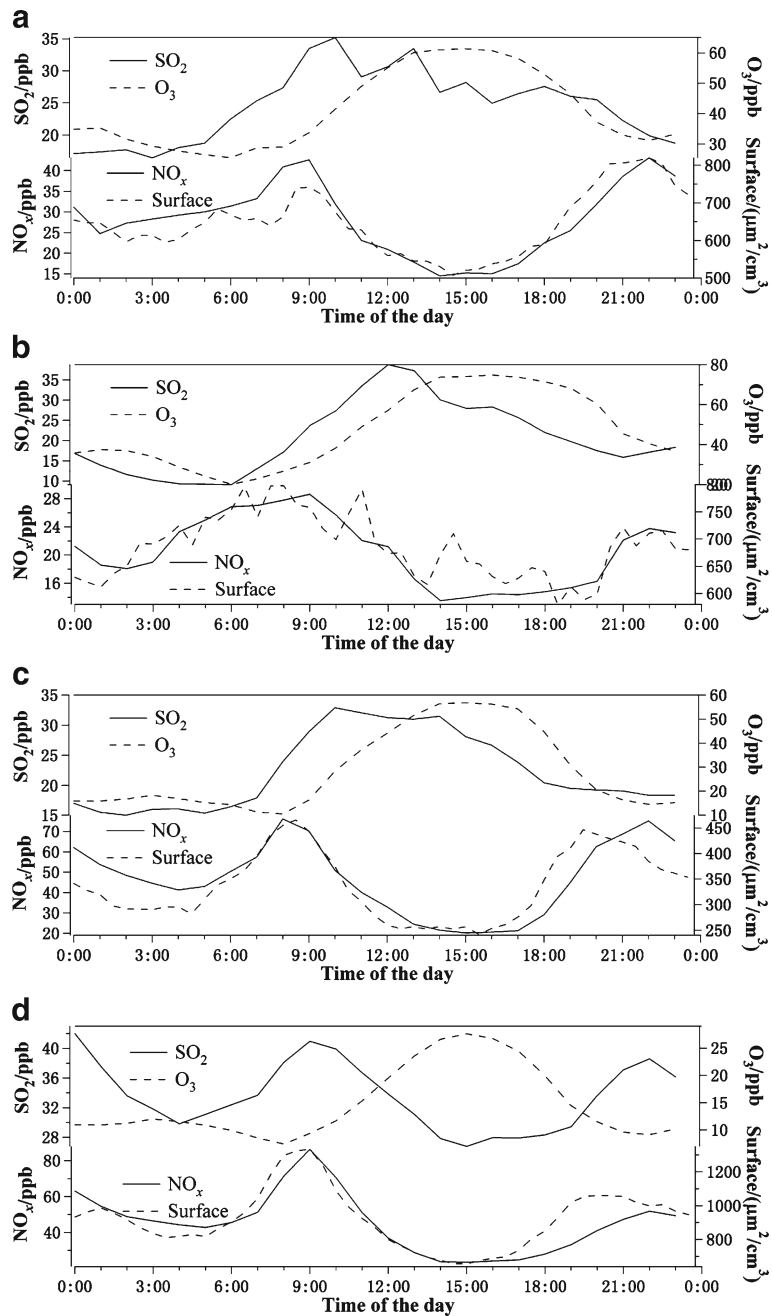 a
35
30
25
20
SO2/ppb
SO2
O3
60
50
40
30
O3/ppb
40
35
30
25
20
15
NOx/ppb
NOx
Surface
800
700
600
500
Surface/(μm2/cm3)
0:00 3:00 6:00 9:00 12:00 15:00 18:00 21:00 0:00
Time of the day
b
35
30
25
20
15
10
SO2/ppb
SO2
O3
80
60
40
O3/ppb
28
24
20
16
NOx/ppb
NOx
Surface
800
750
700
650
600
Surface/(μm2/cm3)
0:00 3:00 6:00 9:00 12:00 15:00 18:00 21:00 0:00
Time of the day
c
35
30
25
20
15
SO2/ppb
SO2
O3
60
50
40
30
20
10
O3/ppb
70
60
50
40
30
20
NOx/ppb
NOx
Surface
450
400
350
300
250
Surface/(μm2/cm3)
0:00 3:00 6:00 9:00 12:00 15:00 18:00 21:00 0:00
Time of the day
d
40
36
32
28
SO2/ppb
SO2
O3
25
20
15
10
O3/ppb
80
60
40
NOx/ppb
NOx
Surface
1200
1000
800
Surface/(μm2/cm3)
0:00 3:00 6:00 9:00 12:00 15:00 18:00 21:00 0:00
Time of the day